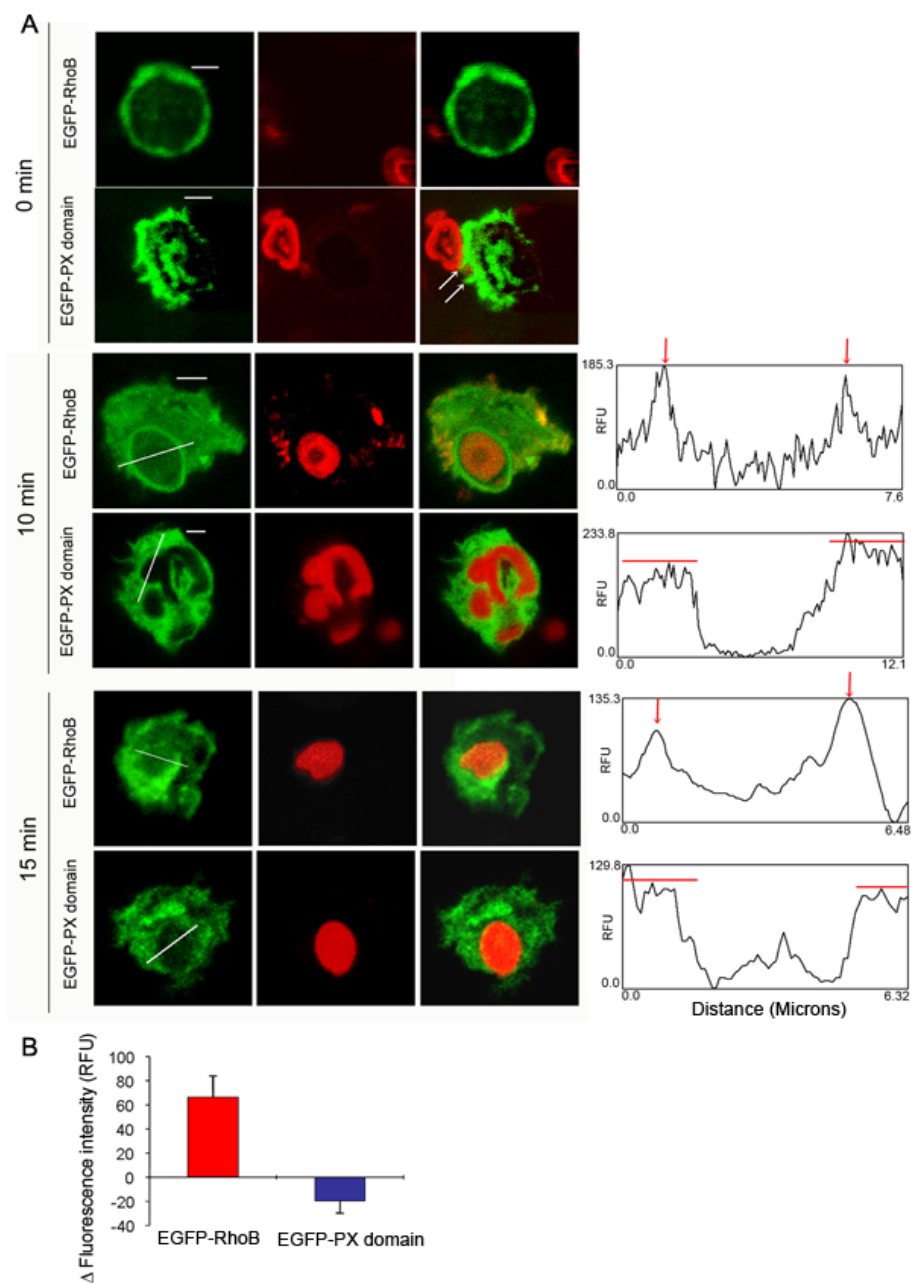 A
0 min
EGFP-RhoB
EGFP-PX domain
10 min
EGFP-RhoB
185.3
RFU
0.0
0.0
7.6
EGFP-PX domain
233.8
RFU
0.0
0.0
12.1
15 min
EGFP-RhoB
135.3
RFU
0.0
0.0
6.48
EGFP-PX domain
129.8
RFU
0.0
0.0
6.32
Distance (Microns)
B
Δ Fluorescence intensity (RFU)
100
80
60
40
20
0
-20
-40
EGFP-RhoB
EGFP-PX domain